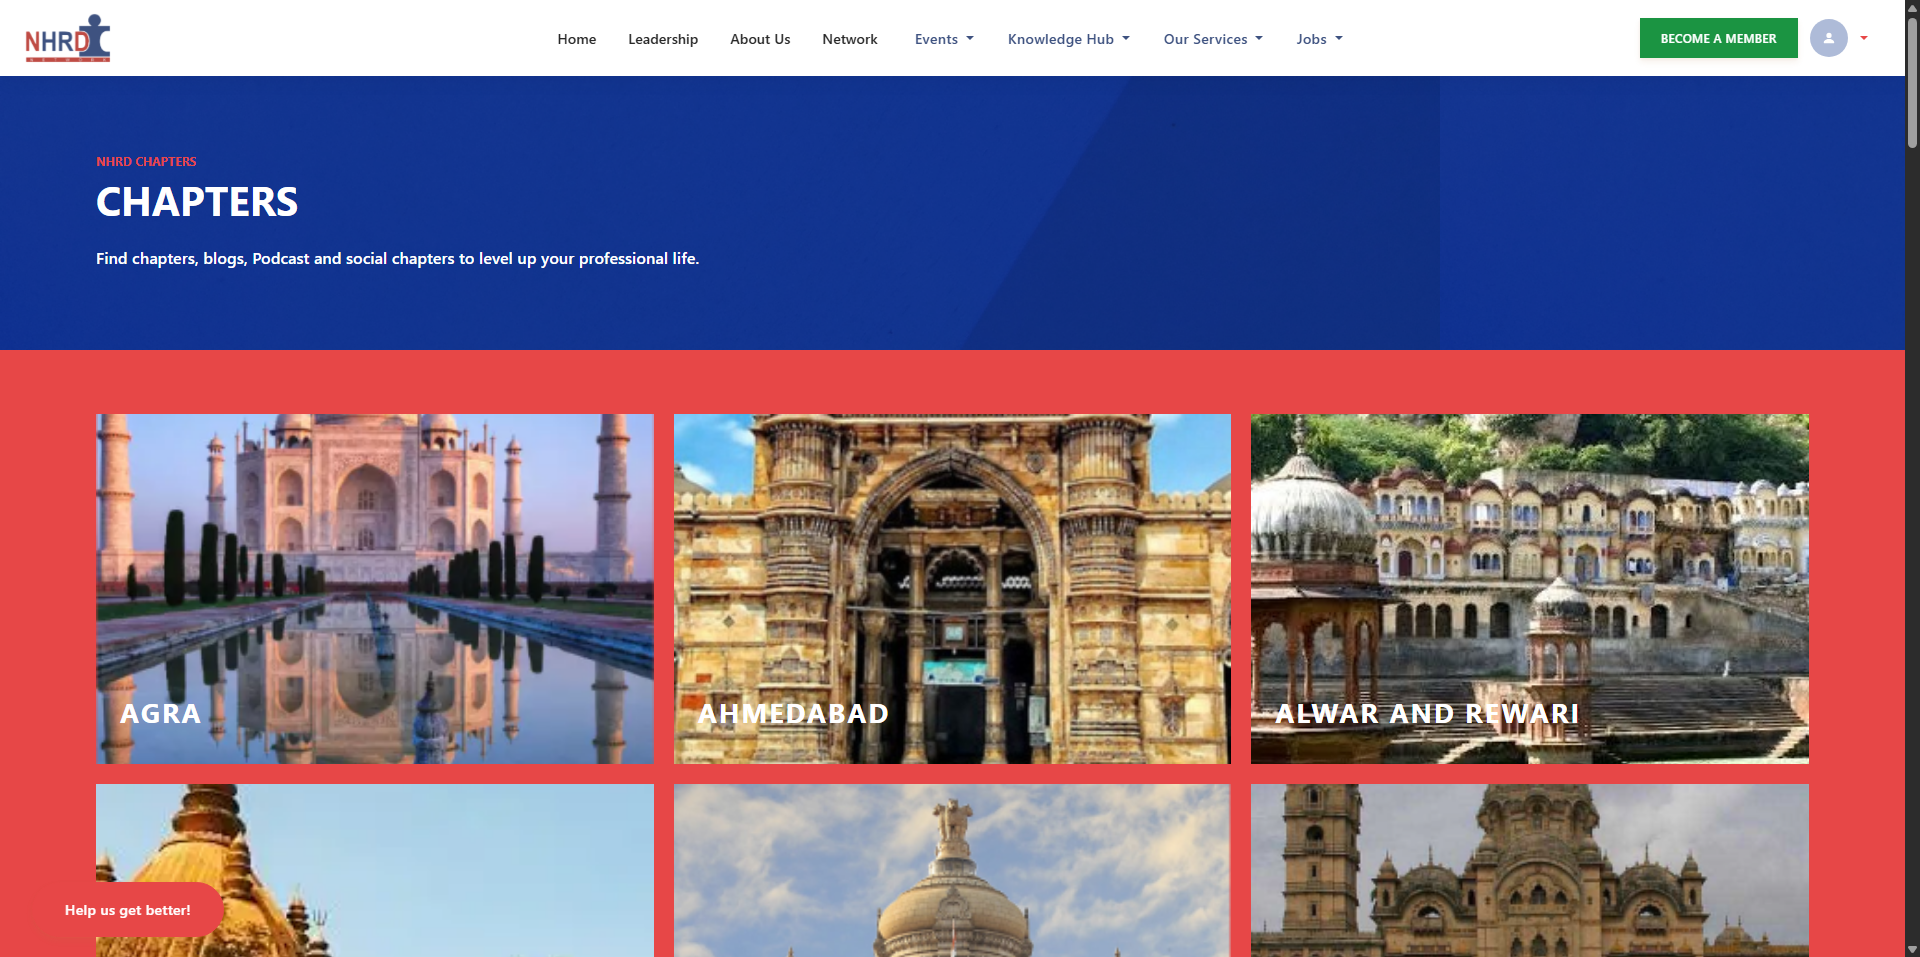 NHRD
NETWORK
Home Leadership About Us Network Events Knowledge Hub Our Services Jobs BECOME A MEMBER
NHRD CHAPTERS
CHAPTERS
Find chapters, blogs, Podcast and social chapters to level up your professional life.
AGRA AHMEDABAD ALWAR AND REWARI
Help us get better!